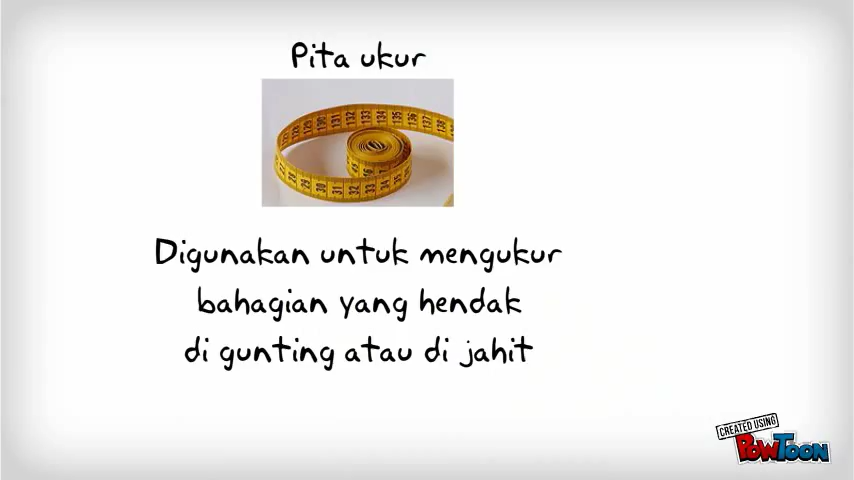 Pita ukur
Digunakan untuk mengukur
bahagian yang hendak
di gunting atau di jahit
CREATED USING
POWTOON